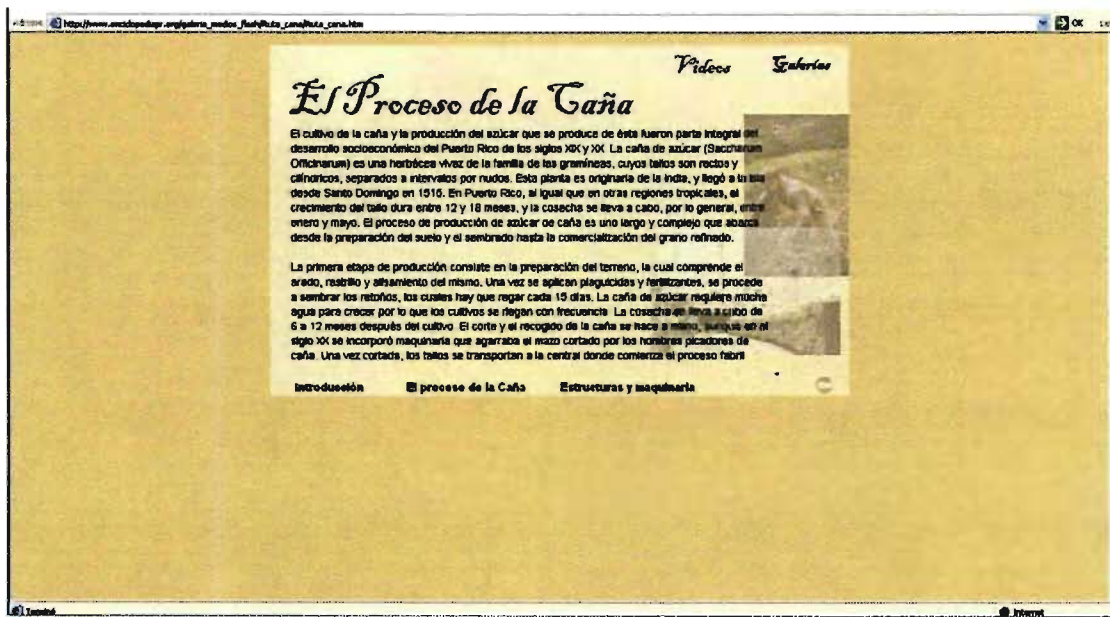 http://www.enciclopediapr.org/galeria_medios_flash/Ruta_cana/Ruta_cana.htm
OK
Videos Galerías
El Proceso de la Caña
El cultivo de la caña y la producción del azúcar que se produce de ésta fueron parte integral del
desarrollo socioeconómico del Puerto Rico de los siglos XIX y XX. La caña de azúcar (Saccharum
Officinarum) es una herbácea vivaz de la familia de las gramíneas, cuyos tallos son rectos y
cilíndricos, separados a intervalos por nudos. Esta planta es originaria de la India, y llegó a la Isla
desde Santo Domingo en 1515. En Puerto Rico, al igual que en otras regiones tropicales, el
crecimiento del tallo dura entre 12 y 18 meses, y la cosecha se lleva a cabo, por lo general, entre
enero y mayo. El proceso de producción de azúcar de caña es uno largo y complejo que abarca
desde la preparación del suelo y el sembrado hasta la comercialización del grano refinado.
La primera etapa de producción consiste en la preparación del terreno, la cual comprende el
arado, rastrillo y alisamiento del mismo. Una vez se aplican plaguicidas y fertilizantes, se procede
a sembrar los retoños, los cuales hay que regar cada 15 días. La caña de azúcar requiere mucha
agua para crecer por lo que los cultivos se riegan con frecuencia. La cosecha se lleva a cabo de
6 a 12 meses después del cultivo. El corte y el recogido de la caña se hace a mano, aunque en el
siglo XX se incorporó maquinaria que agarraba el mazo cortado por los hombres picadores de
caña. Una vez cortada, los tallos se transportan a la central donde comienza el proceso fabril
Introducción El proceso de la Caña Estructuras y maquinaria
Terminé Internet